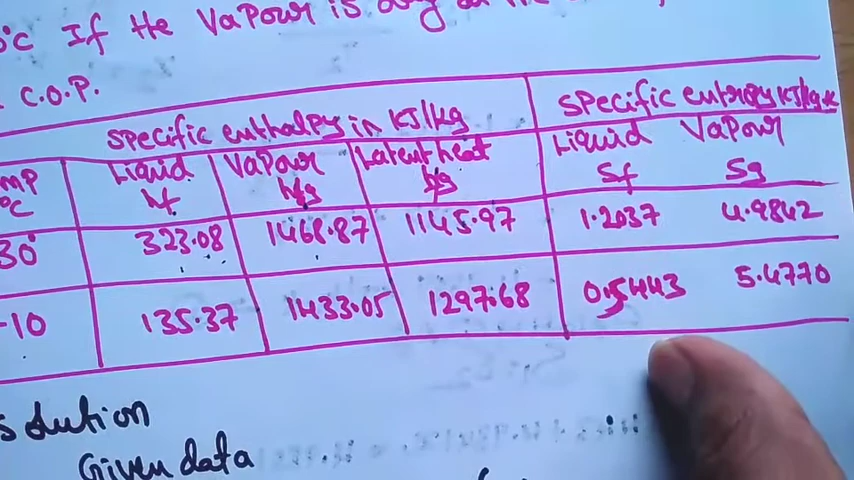 0°C If the Vapour is dry
C.O.P.
Specific enthalpy in KJ/kg Specific entropy KJ/kg.K
mp °C Liquid hf Vapour hg Latent heat hfg Liquid Sf Vapour Sg
30° 323.08 1468.87 1145.97 1.2037 4.9842
-10 135.37 1433.05 1297.68 0.5443 5.4770
solution
Given data